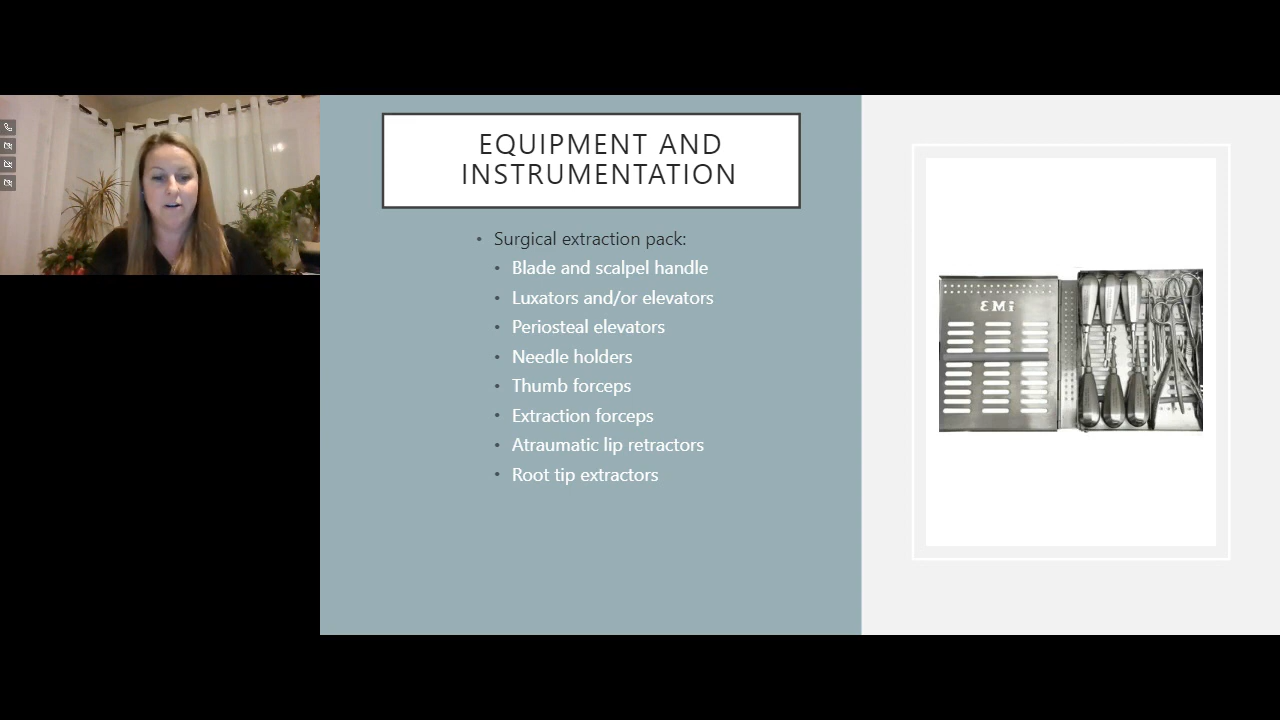 EQUIPMENT AND
INSTRUMENTATION
• Surgical extraction pack:
• Blade and scalpel handle
• Luxators and/or elevators
• Periosteal elevators
• Needle holders
• Thumb forceps
• Extraction forceps
• Atraumatic lip retractors
• Root tip extractors
EMi